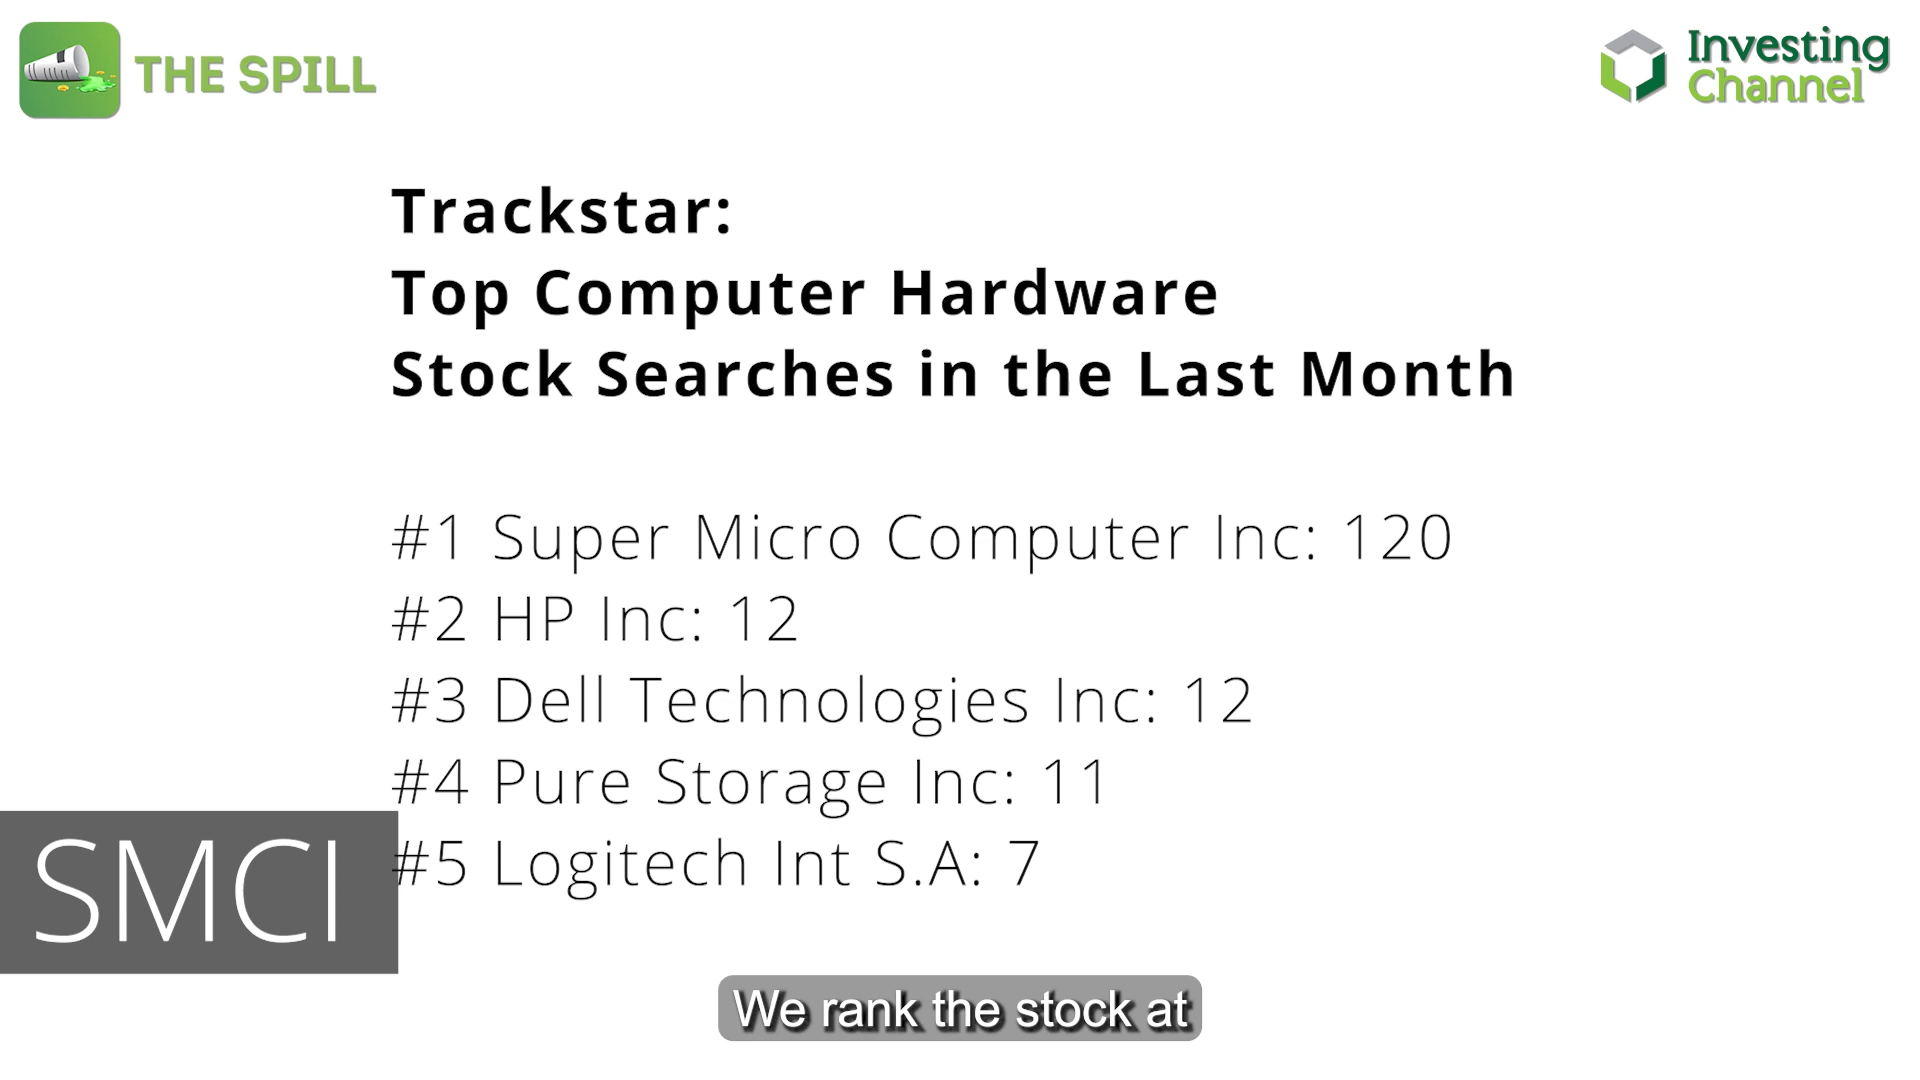 THE SPILL
Investing
Channel
Trackstar:
Top Computer Hardware
Stock Searches in the Last Month
#1 Super Micro Computer Inc: 120
#2 HP Inc: 12
#3 Dell Technologies Inc: 12
#4 Pure Storage Inc: 11
#5 Logitech Int S.A: 7
SMCI
We rank the stock at